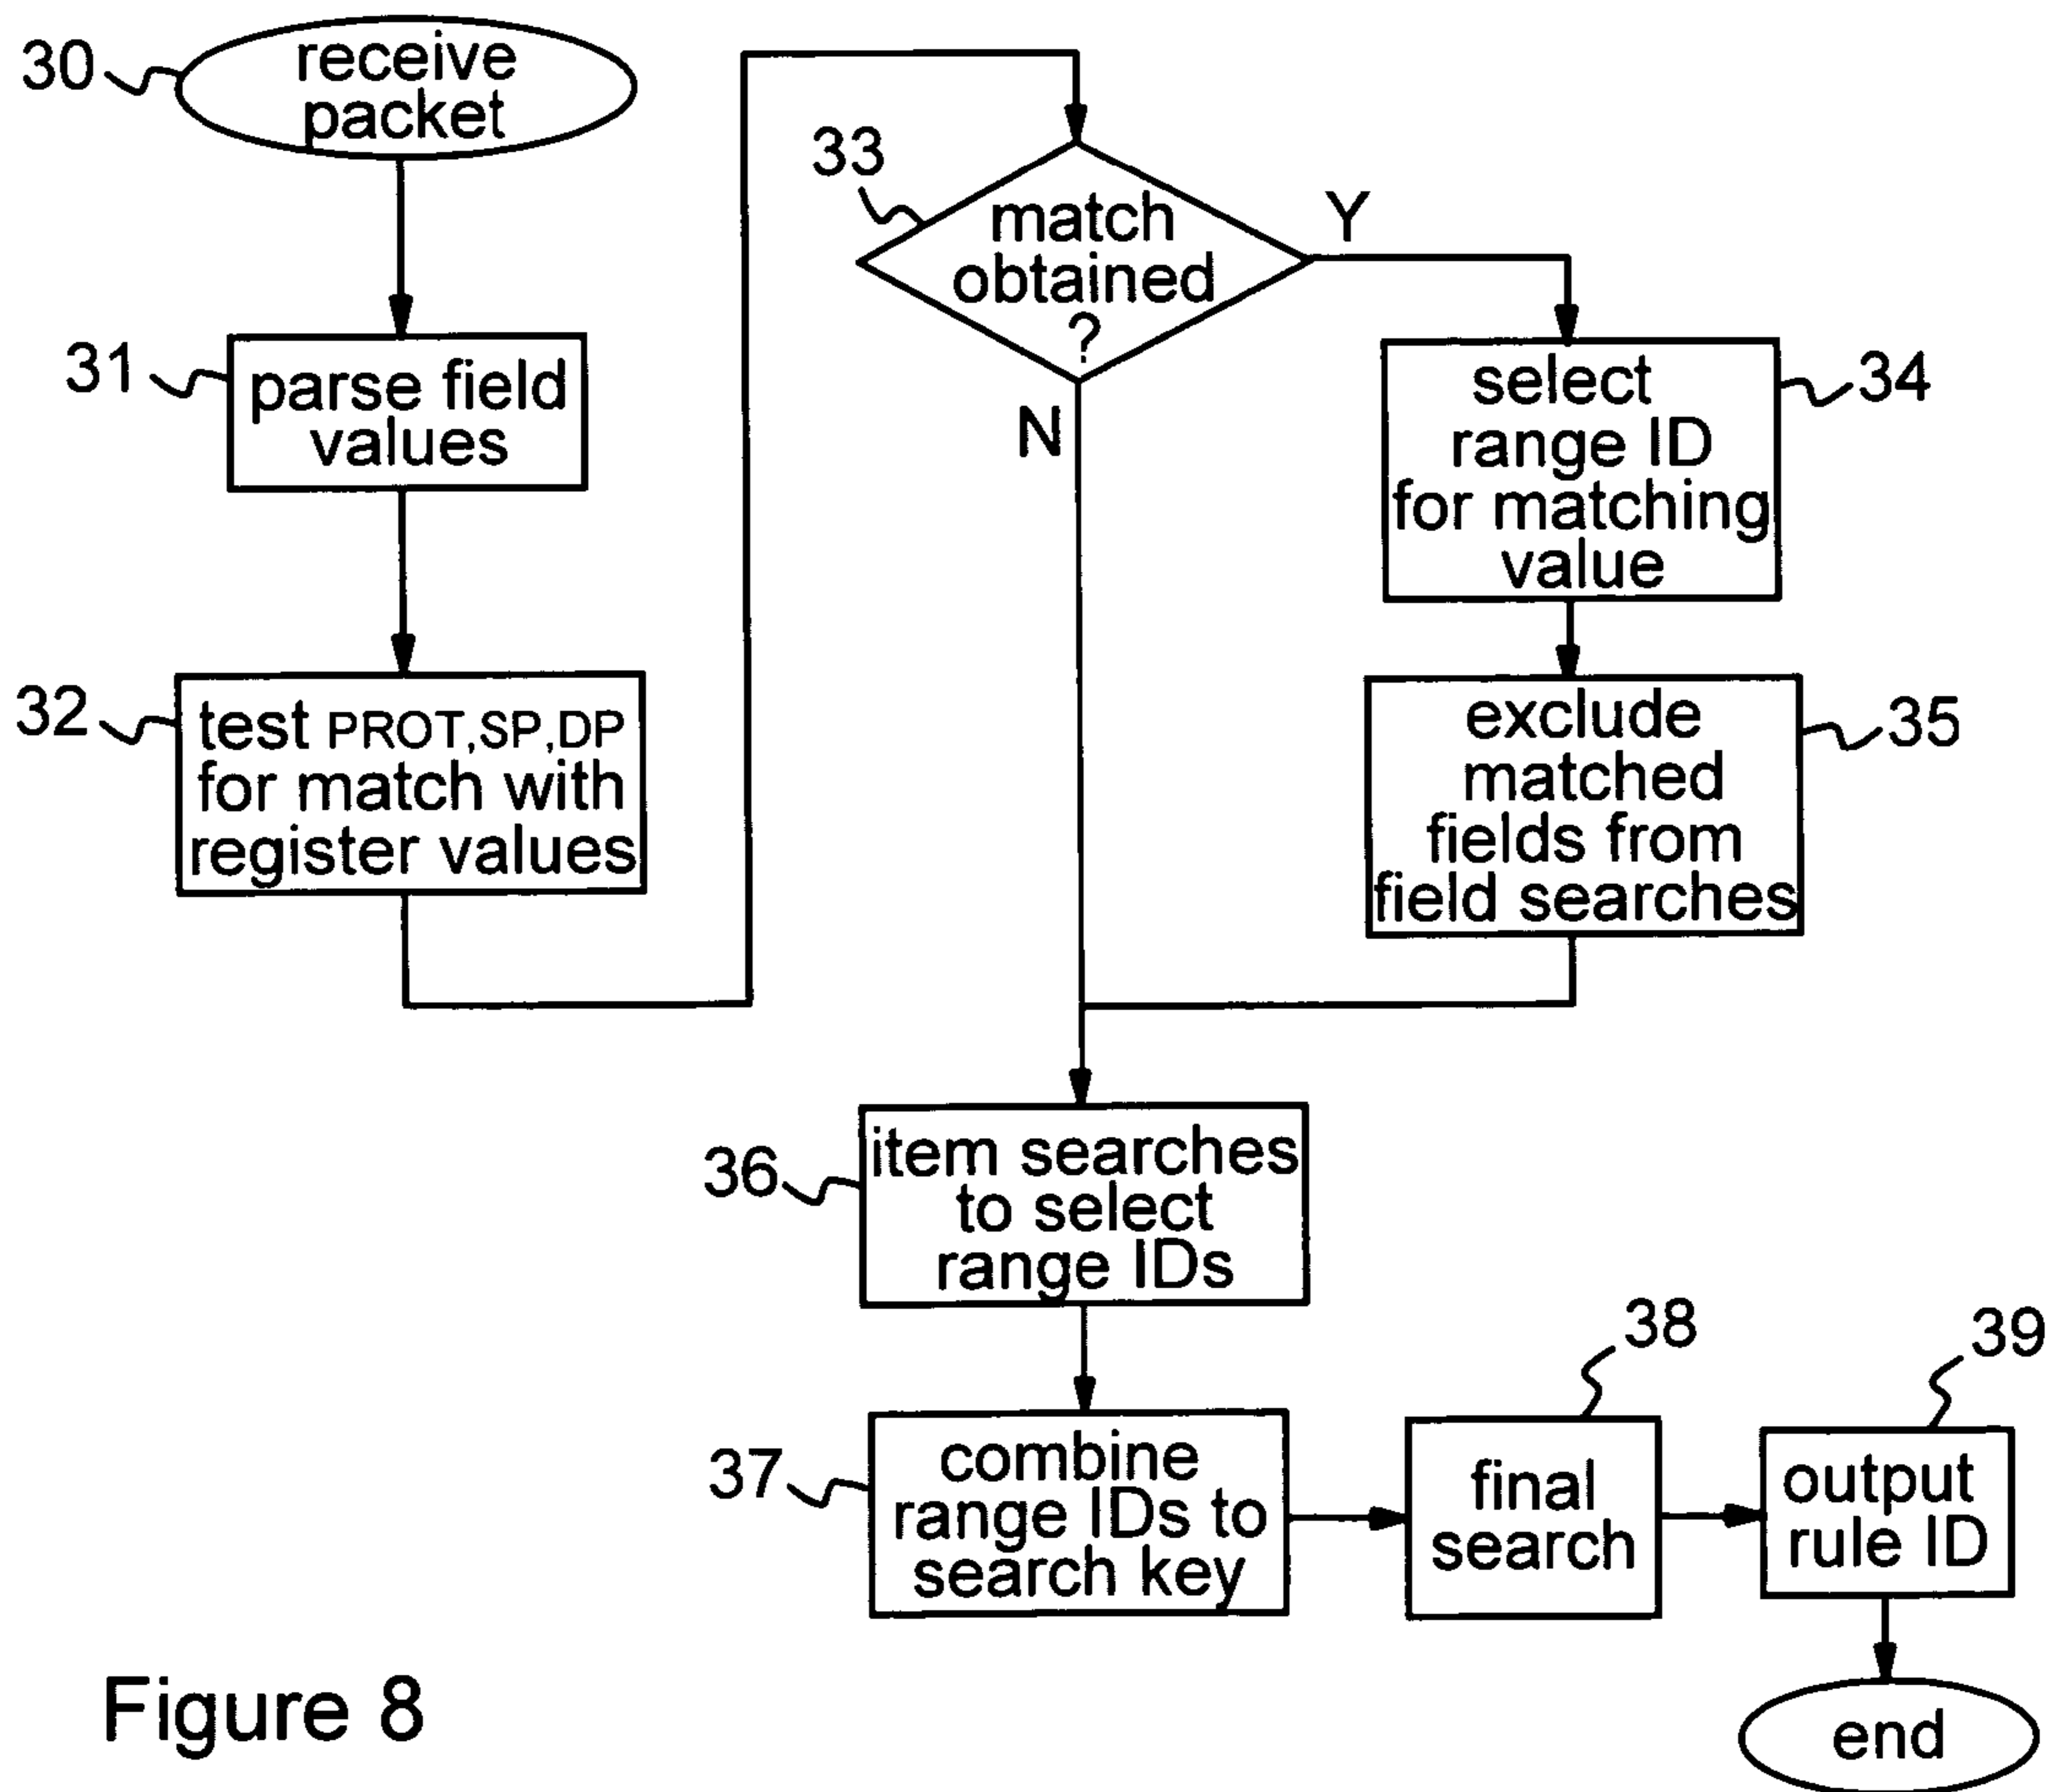 30
receive
packet
31
parse field
values
32
test PROT,SP,DP
for match with
register values
33
match
obtained
?
Y
N
34
select
range ID
for matching
value
35
exclude
matched
fields from
field searches
36
item searches
to select
range IDs
37
combine
range IDs to
search key
38
final
search
39
output
rule ID
end
Figure 8